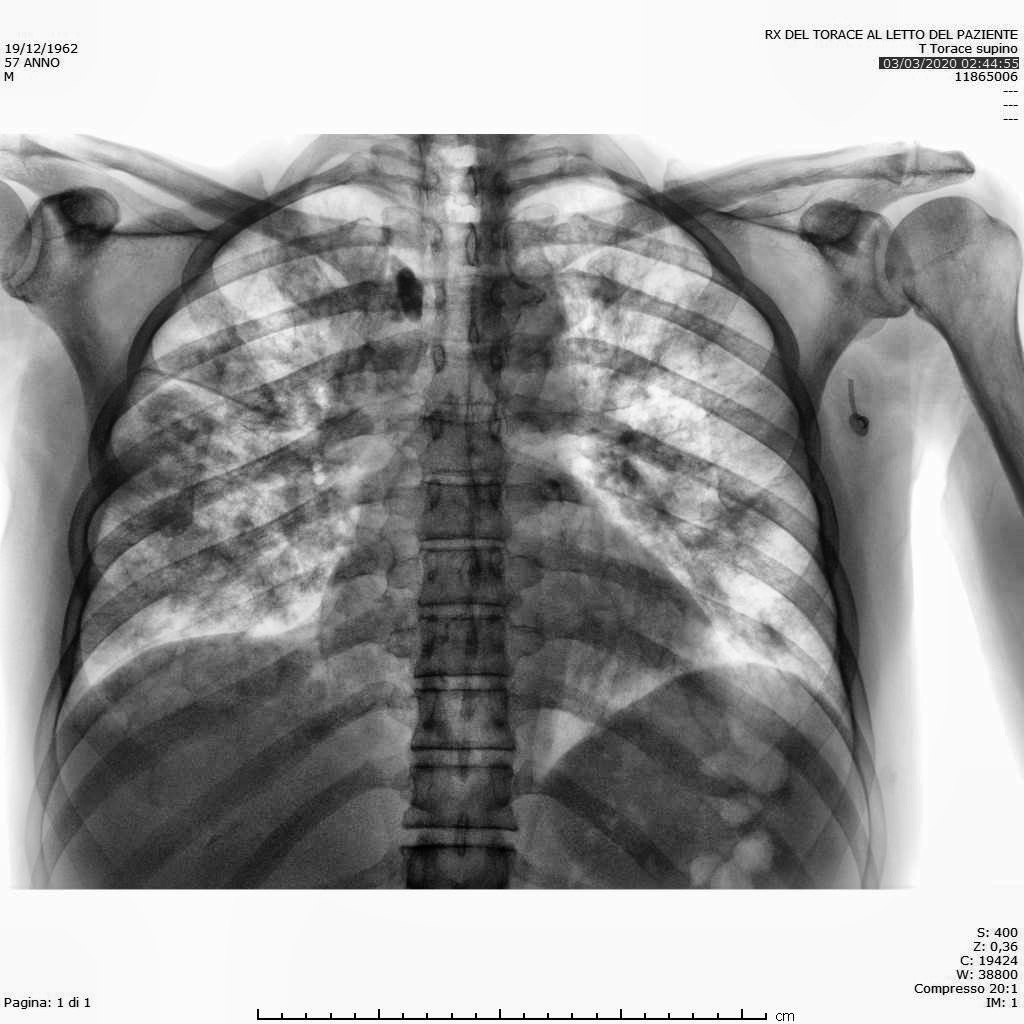 19/12/1962
57 ANNO
M
RX DEL TORACE AL LETTO DEL PAZIENTE
T Torace supino
03/03/2020 02:44:55
11865006
---
---
---
S: 400
Z: 0,36
C: 19424
W: 38800
Compresso 20:1
IM: 1
Pagina: 1 di 1
cm